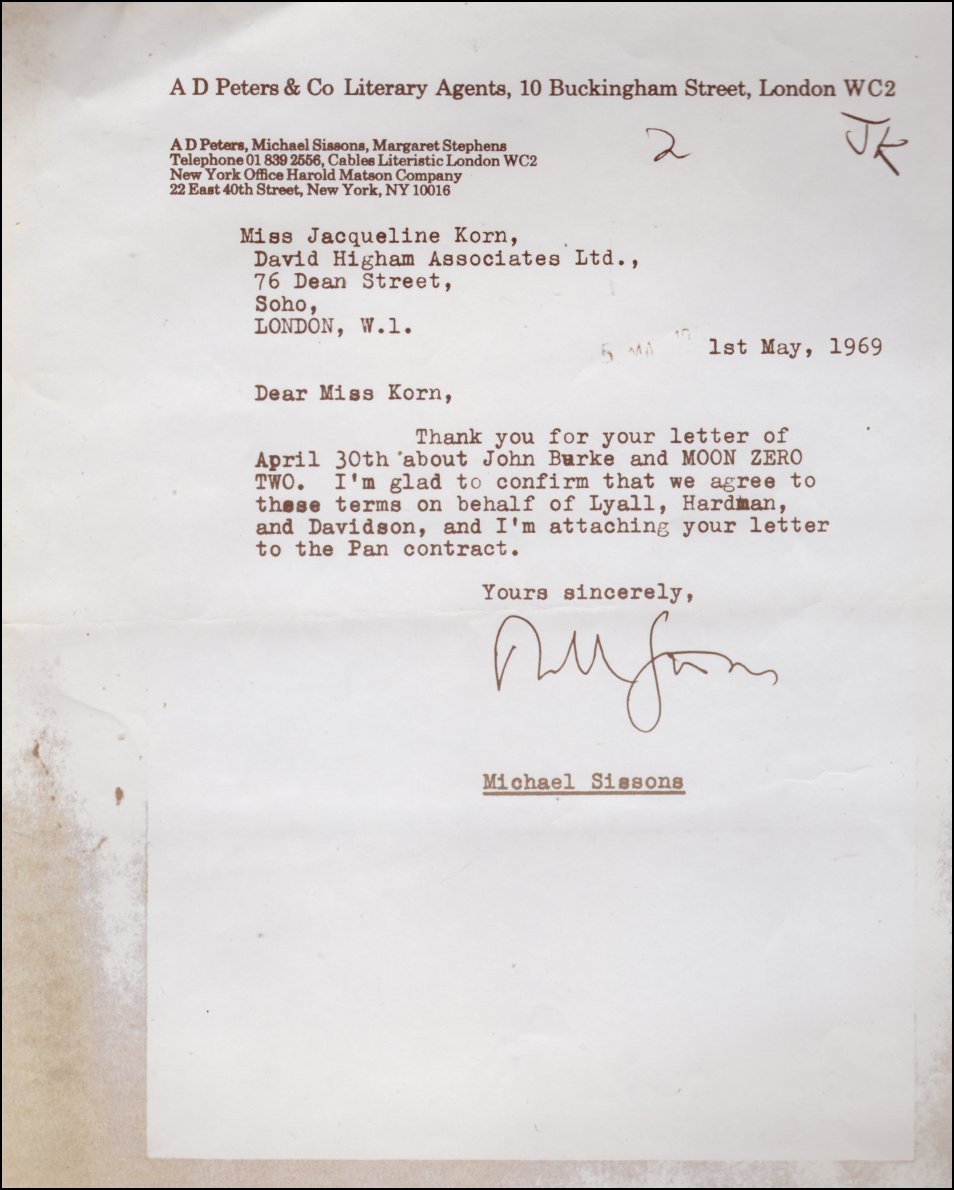 A D Peters & Co Literary Agents, 10 Buckingham Street, London WC2
2 JK
A D Peters, Michael Sissons, Margaret Stephens
Telephone 01 839 2556, Cables Literistic London WC2
New York Office Harold Matson Company
22 East 40th Street, New York, NY 10016
Miss Jacqueline Korn,
David Higham Associates Ltd.,
76 Dean Street,
Soho,
LONDON, W.1.
1st May, 1969
Dear Miss Korn,
Thank you for your letter of
April 30th about John Burke and MOON ZERO
TWO. I'm glad to confirm that we agree to
these terms on behalf of Lyall, Hardman,
and Davidson, and I'm attaching your letter
to the Pan contract.
Yours sincerely,
Michael Sissons